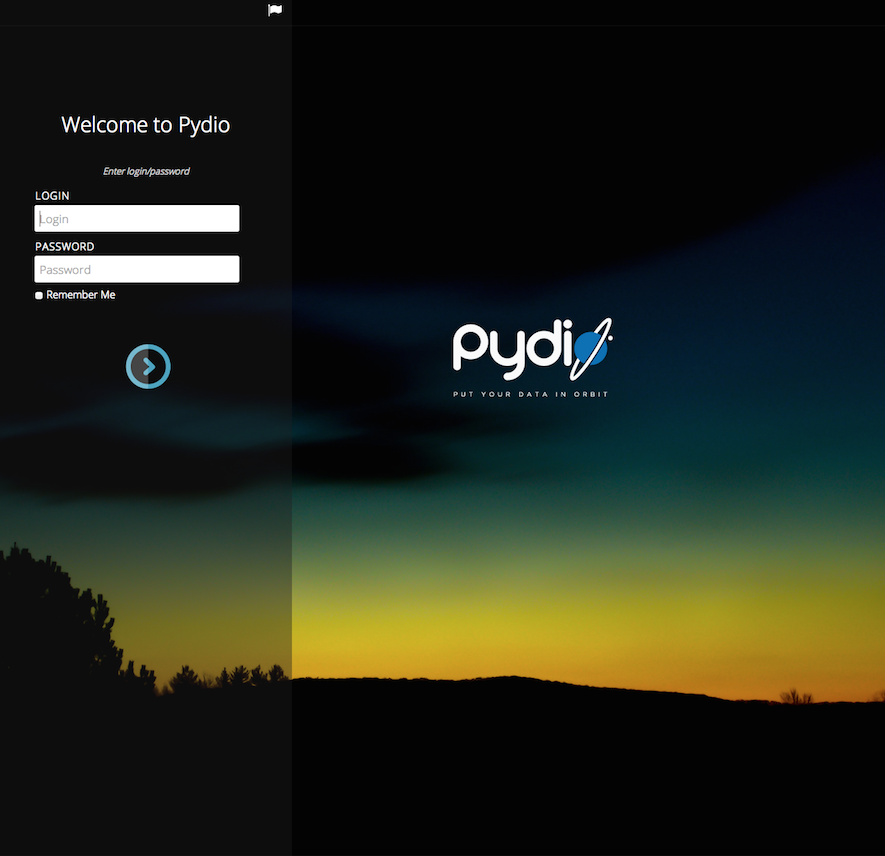 Welcome to Pydio
Enter login/password
LOGIN
Login
PASSWORD
Password
Remember Me
pydio
PUT YOUR DATA IN ORBIT